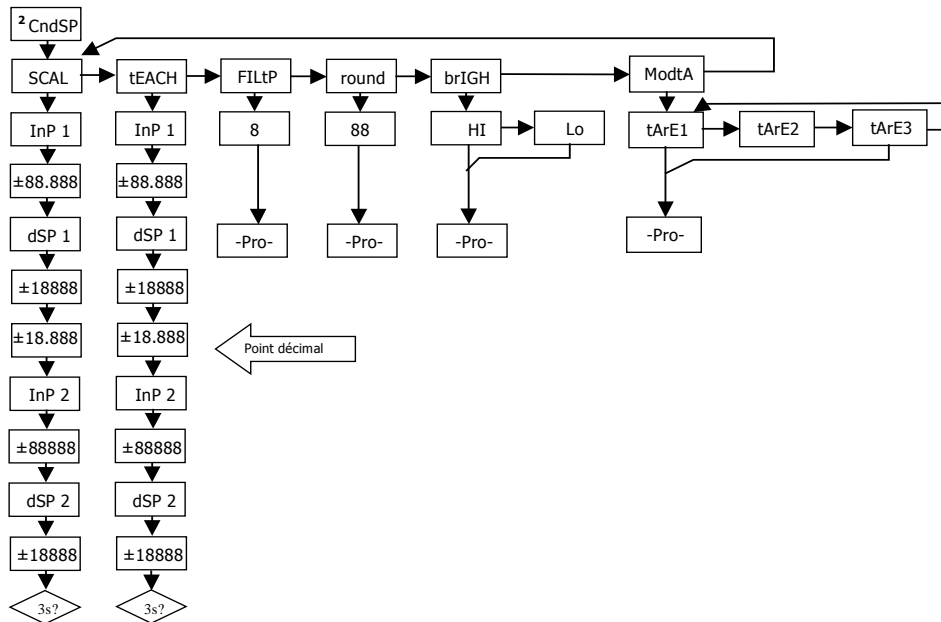 ² CndSP
SCAL tEACH FILtP round brIGH ModtA
InP 1 InP 1 8 88 HI Lo tArE1 tArE2 tArE3
±88.888 ±88.888
dSP 1 dSP 1 -Pro- -Pro- -Pro- -Pro-
±18888 ±18888
±18.888 ±18.888 Point décimal
InP 2 InP 2
±88888 ±88888
dSP 2 dSP 2
±18888 ±18888
3s? 3s?